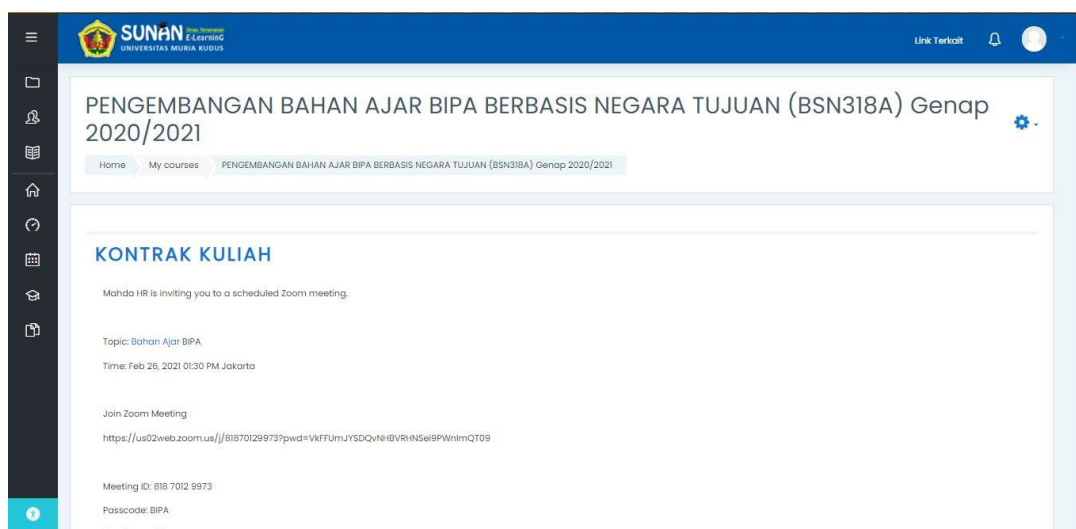 SUNAN E-Learning
UNIVERSITAS MURIA KUDUS
Link Terkait
PENGEMBANGAN BAHAN AJAR BIPA BERBASIS NEGARA TUJUAN (BSN318A) Genap
2020/2021
Home My courses PENGEMBANGAN BAHAN AJAR BIPA BERBASIS NEGARA TUJUAN (BSN318A) Genap 2020/2021
KONTRAK KULIAH
Mahda HR is inviting you to a scheduled Zoom meeting.
Topic: Bahan Ajar BIPA
Time: Feb 26, 2021 01:30 PM Jakarta
Join Zoom Meeting
https://us02web.zoom.us/j/81870129973?pwd=VkFFUmJYSDQvNHBVRHNSei9PWnlmQT09
Meeting ID: 818 7012 9973
Passcode: BIPA